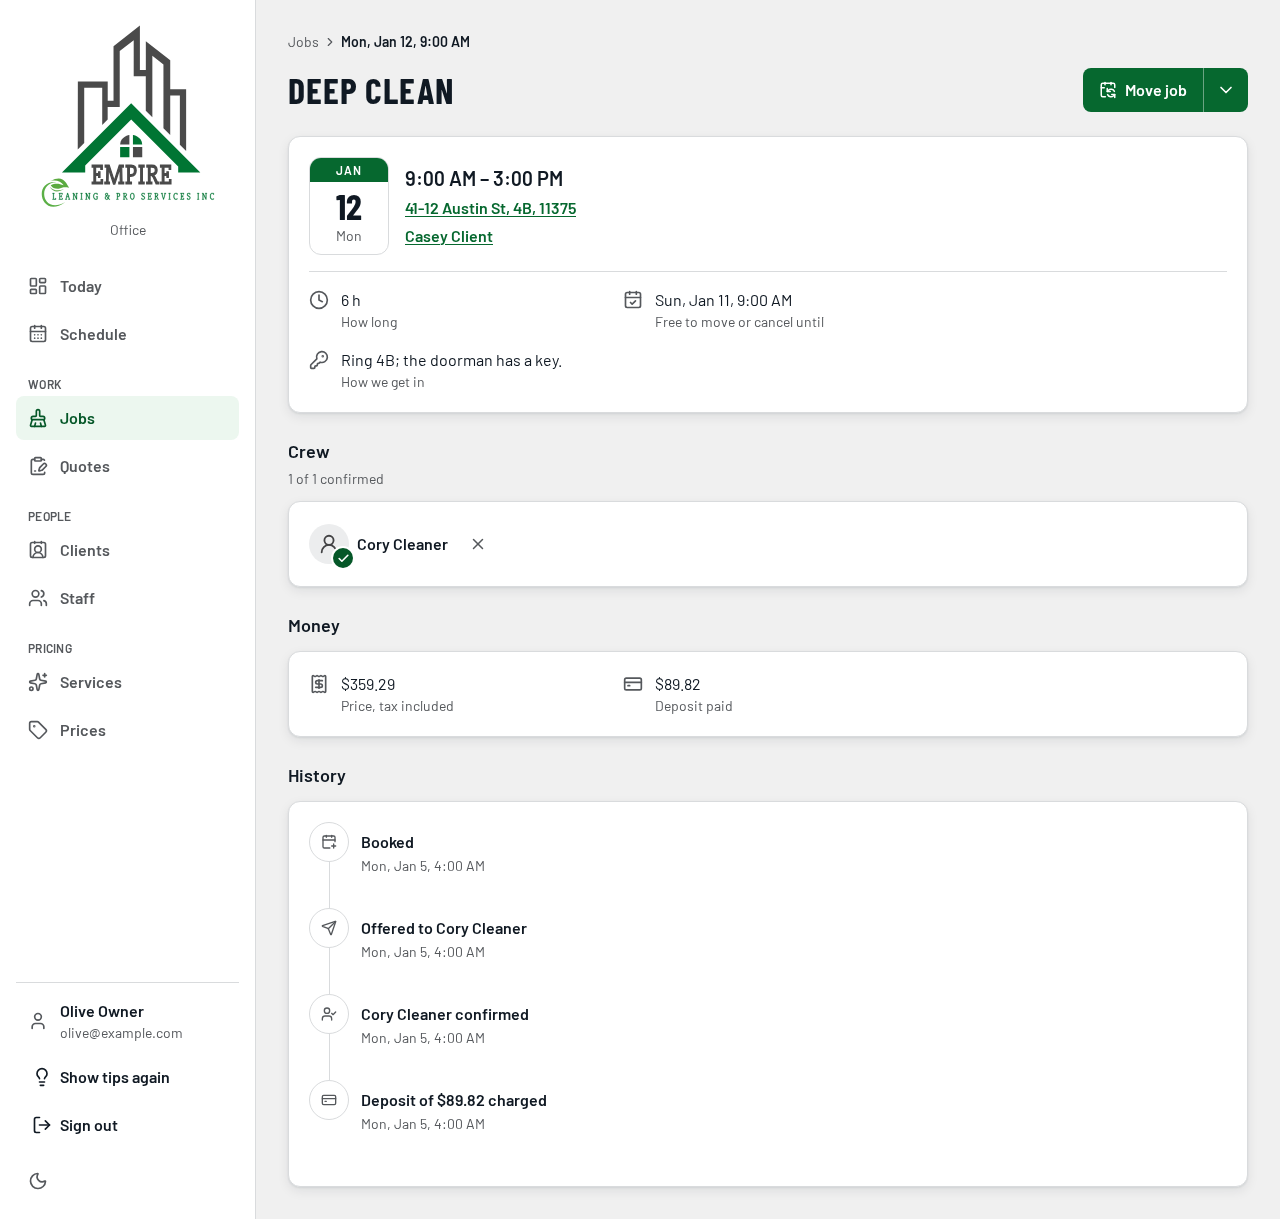 EMPIRE
LEANING & PRO SERVICES INC
Office
Today
Schedule
WORK
Jobs
Quotes
PEOPLE
Clients
Staff
PRICING
Services
Prices
Olive Owner
olive@example.com
Show tips again
Sign out
Jobs > Mon, Jan 12, 9:00 AM
DEEP CLEAN
Move job
JAN
12
Mon
9:00 AM – 3:00 PM
41-12 Austin St, 4B, 11375
Casey Client
6 h
How long
Sun, Jan 11, 9:00 AM
Free to move or cancel until
Ring 4B; the doorman has a key.
How we get in
Crew
1 of 1 confirmed
Cory Cleaner
Money
$359.29
Price, tax included
$89.82
Deposit paid
History
Booked
Mon, Jan 5, 4:00 AM
Offered to Cory Cleaner
Mon, Jan 5, 4:00 AM
Cory Cleaner confirmed
Mon, Jan 5, 4:00 AM
Deposit of $89.82 charged
Mon, Jan 5, 4:00 AM